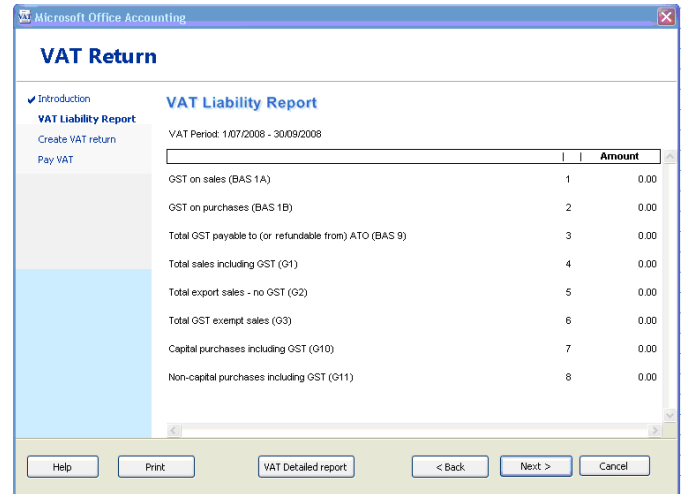 VAT Microsoft Office Accounting
VAT Return
Introduction
VAT Liability Report
Create VAT return
Pay VAT
VAT Liability Report
VAT Period: 1/07/2008 - 30/09/2008
| | Amount
GST on sales (BAS 1A) 1 0.00
GST on purchases (BAS 1B) 2 0.00
Total GST payable to (or refundable from) ATO (BAS 9) 3 0.00
Total sales including GST (G1) 4 0.00
Total export sales - no GST (G2) 5 0.00
Total GST exempt sales (G3) 6 0.00
Capital purchases including GST (G10) 7 0.00
Non-capital purchases including GST (G11) 8 0.00
Help Print VAT Detailed report < Back Next > Cancel